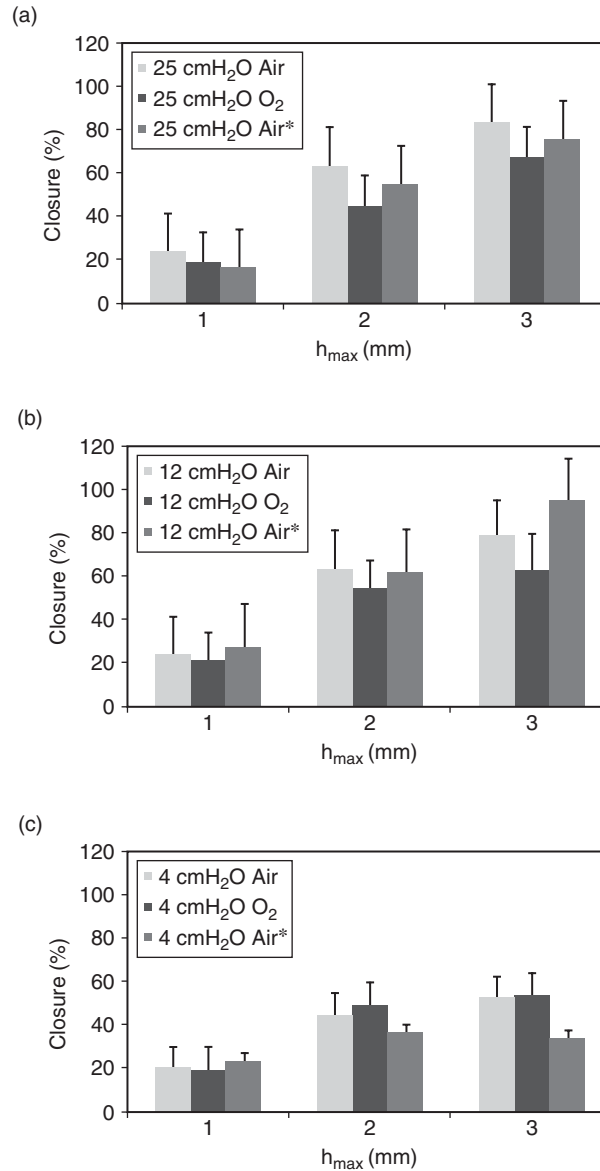 (a)
120
100
80
60
40
20
0
Closure (%)
25 cmH₂O Air
25 cmH₂O O₂
25 cmH₂O Air*
1 2 3
hmax (mm)
(b)
120
100
80
60
40
20
0
Closure (%)
12 cmH₂O Air
12 cmH₂O O₂
12 cmH₂O Air*
1 2 3
hmax (mm)
(c)
120
100
80
60
40
20
0
Closure (%)
4 cmH₂O Air
4 cmH₂O O₂
4 cmH₂O Air*
1 2 3
hmax (mm)